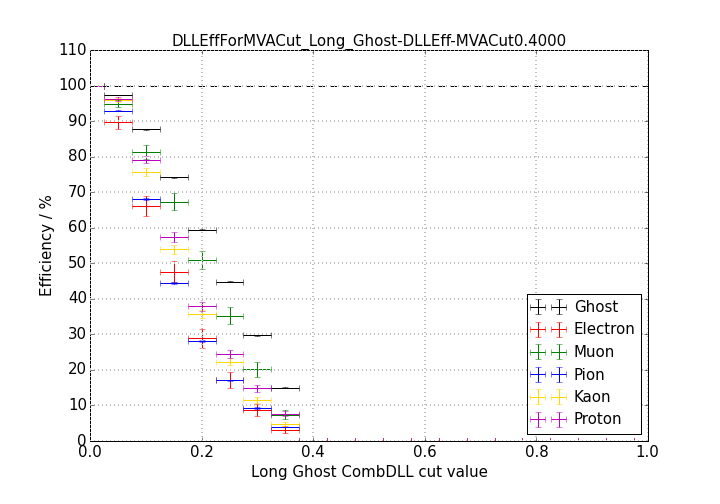 DLLEffForMVACut_Long_Ghost-DLLEff-MVACut0.4000
110
100
90
80
70
60
50
40
30
20
10
0
Efficiency / %
0.0 0.2 0.4 0.6 0.8 1.0
Long Ghost CombDLL cut value
Ghost
Electron
Muon
Pion
Kaon
Proton